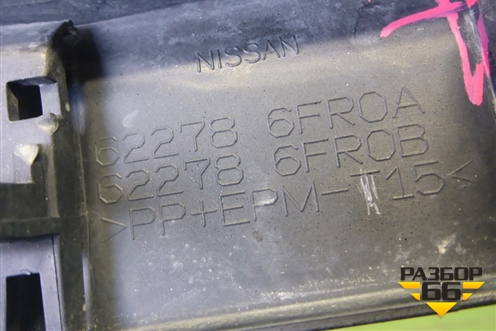 NISSAN
62278 6FR0A
62278 6FR0B
>PP+EPM-T15<
РАЗБОР
66